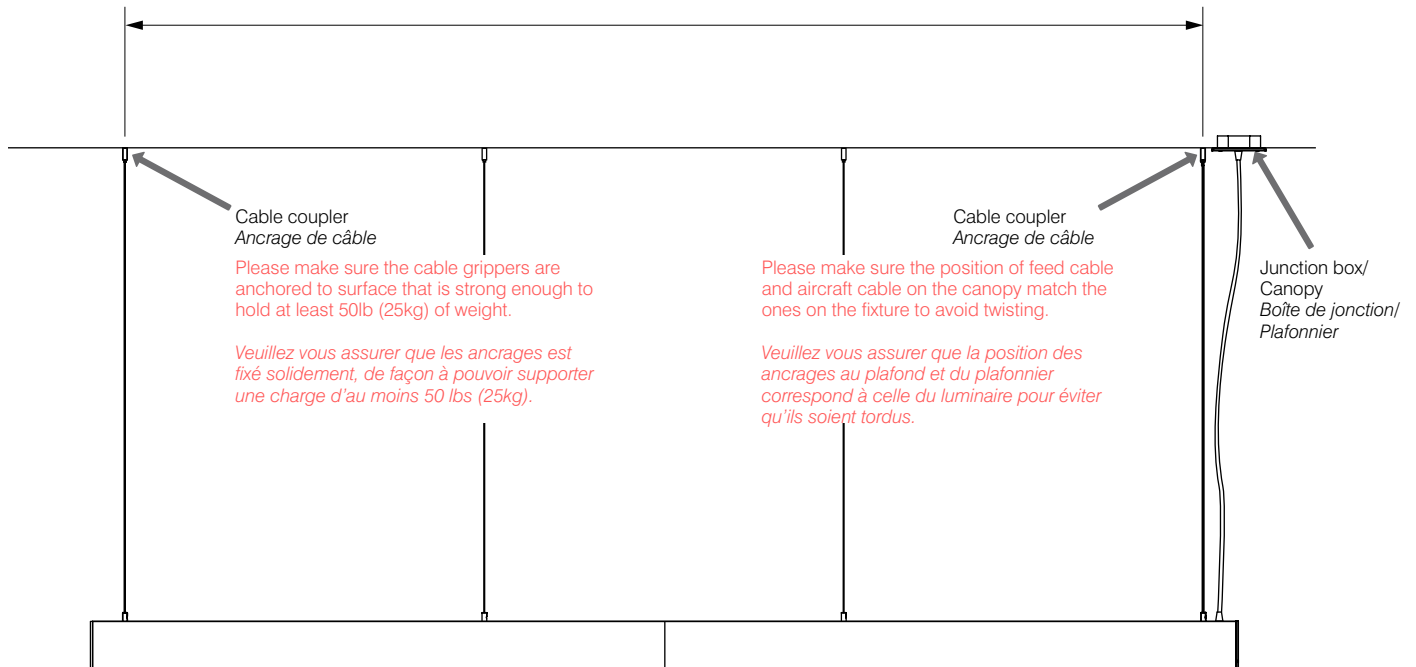 Cable coupler
Ancrage de câble
Please make sure the cable grippers are
anchored to surface that is strong enough to
hold at least 50lb (25kg) of weight.
Veuillez vous assurer que les ancrages est
fixé solidement, de façon à pouvoir supporter
une charge d'au moins 50 lbs (25kg).
Cable coupler
Ancrage de câble
Please make sure the position of feed cable
and aircraft cable on the canopy match the
ones on the fixture to avoid twisting.
Veuillez vous assurer que la position des
ancrages au plafond et du plafonnier
correspond à celle du luminaire pour éviter
qu'ils soient tordus.
Junction box/
Canopy
Boîte de jonction/
Plafonnier